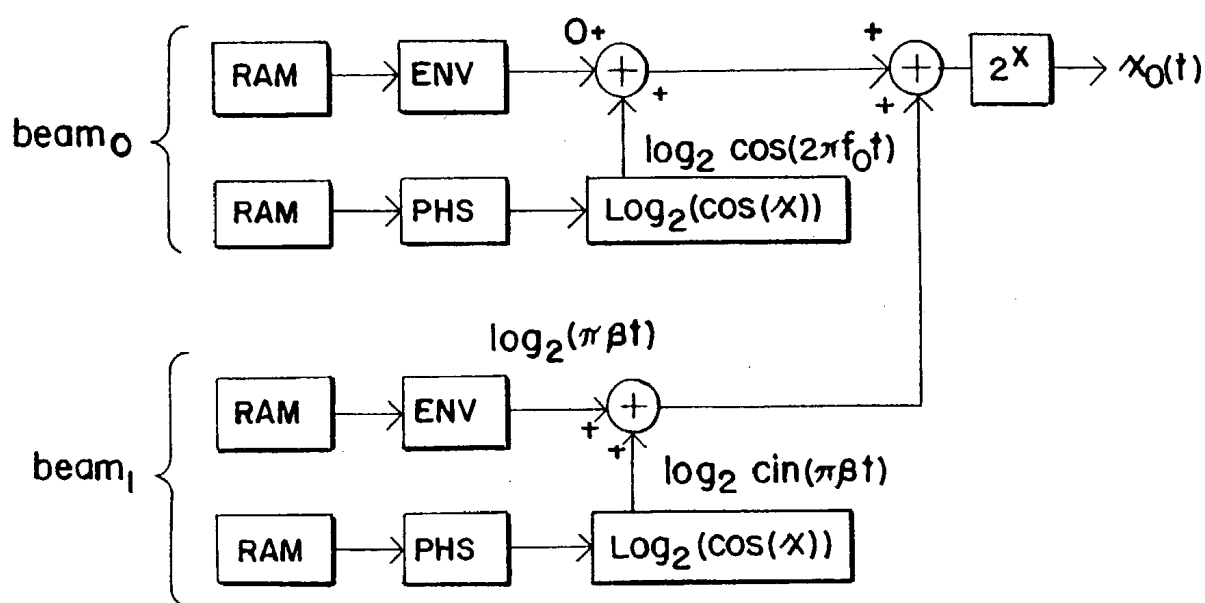 0+ +
RAM ENV + + 2^X x₀(t)
+ +
beam₀
log₂ cos(2πf₀t)
RAM PHS Log₂(cos(x))
log₂(πβt)
RAM ENV +
+ +
beam₁
log₂ cin(πβt)
RAM PHS Log₂(cos(x))